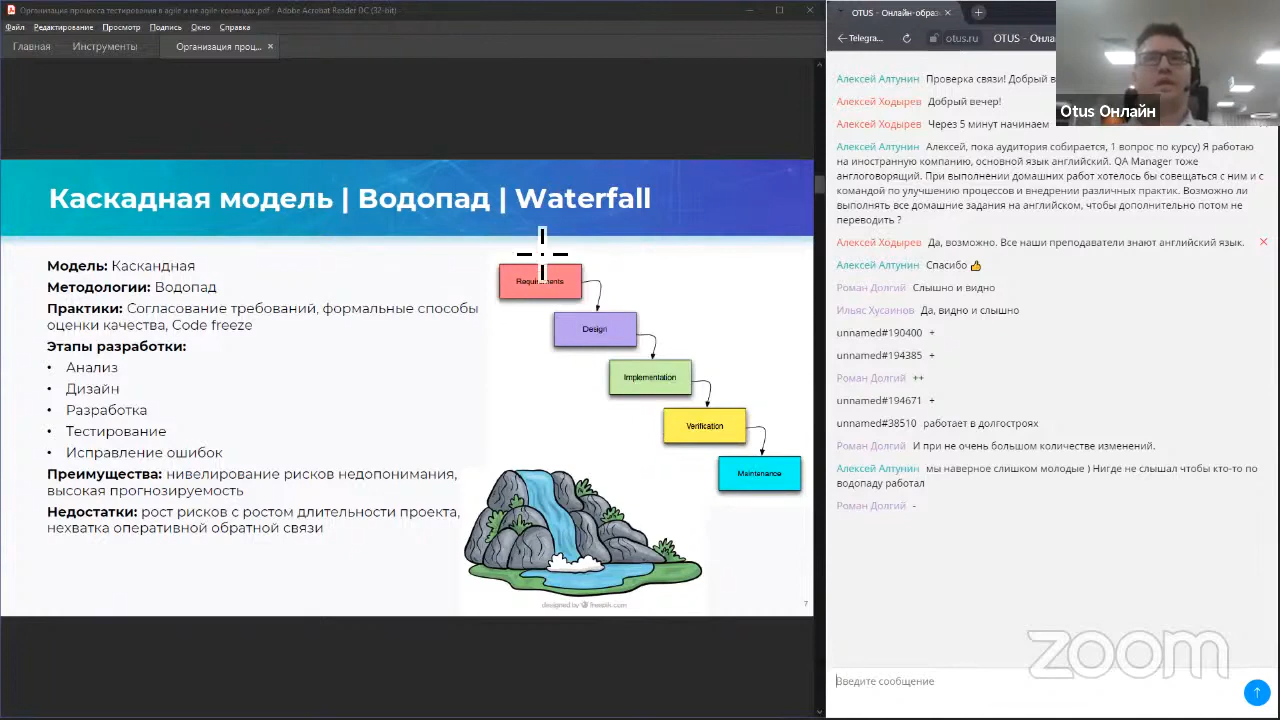 Организация процесса тестирования в agile и не agile-командах.pdf - Adobe Acrobat Reader DC (32-bit)
Файл Редактирование Просмотр Подпись Окно Справка
Главная Инструменты Организация проц... ×
Каскадная модель | Водопад | Waterfall
Модель: Каскандная
Методологии: Водопад
Практики: Согласование требований, формальные способы
оценки качества, Code freeze
Этапы разработки:
• Анализ
• Дизайн
• Разработка
• Тестирование
• Исправление ошибок
Преимущества: нивелирование рисков недопонимания,
высокая прогнозируемость
Недостатки: рост рисков с ростом длительности проекта,
нехватка оперативной обратной связи
Design
Implementation
Verification
Maintenance
designed by freepik.com
7
OTUS - Онлайн-образ
Telegra...
otus.ru
OTUS - Онла
Otus Онлайн
Алексей Алтунин Проверка связи! Добрый в
Алексей Ходырев Добрый вечер!
Алексей Ходырев Через 5 минут начинаем
Алексей Алтунин Алексей, пока аудитория собирается, 1 вопрос по курсу) Я работаю
на иностранную компанию, основной язык английский. QA Manager тоже
англоговорящий. При выполнении домашних работ хотелось бы совещаться с ним и с
командой по улучшению процессов и внедрении различных практик. Возможно ли
выполнять все домашние задания на английском, чтобы дополнительно потом не
переводить ?
Алексей Ходырев Да, возможно. Все наши преподаватели знают английский язык.
Алексей Алтунин Спасибо 👍
Роман Долгий Слышно и видно
Ильяс Хусаинов Да, видно и слышно
unnamed#190400 +
unnamed#194385 +
Роман Долгий ++
unnamed#194671 +
unnamed#38510 работает в долгостроях
Роман Долгий И при не очень большом количестве изменений.
Алексей Алтунин мы наверное слишком молодые ) Нигде не слышал чтобы кто-то по
водопаду работал
Роман Долгий -
zoom
Введите сообщение